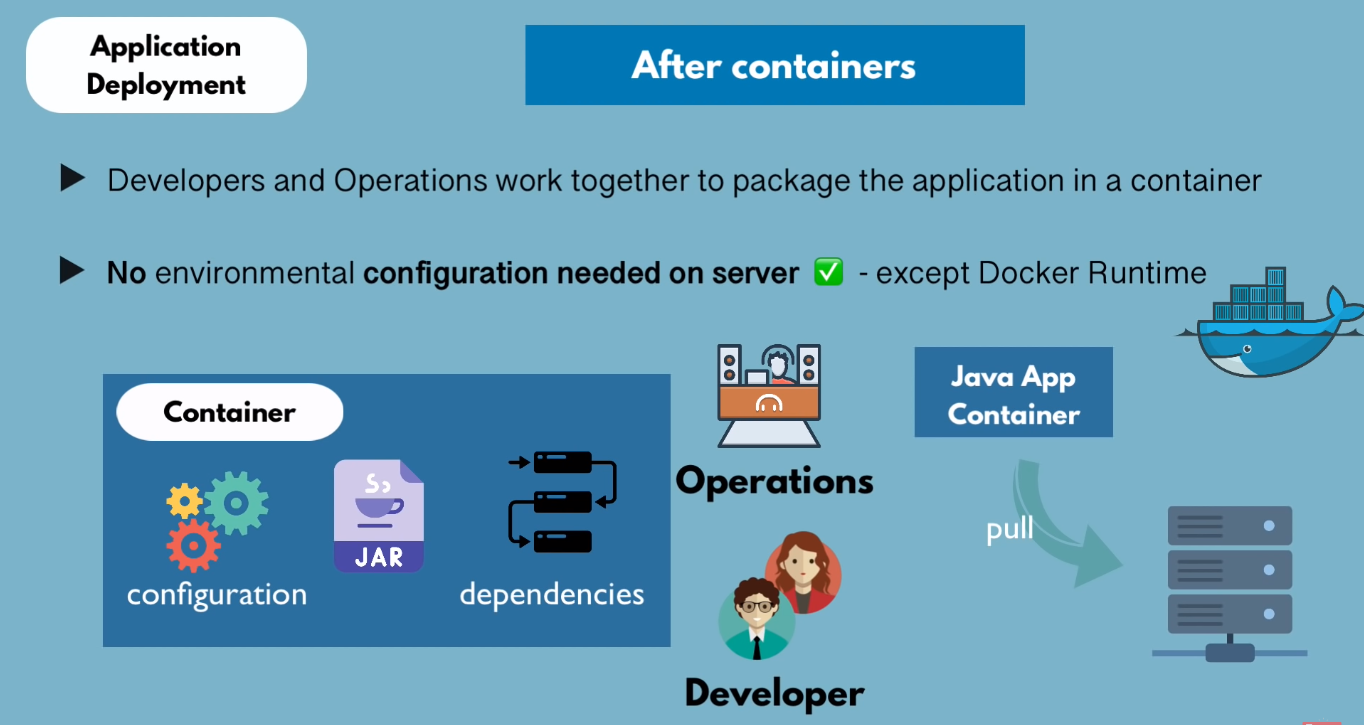 Application
Deployment
After containers
Developers and Operations work together to package the application in a container
No environmental configuration needed on server ✅ - except Docker Runtime
Container
configuration
JAR
dependencies
Operations
Developer
Java App
Container
pull